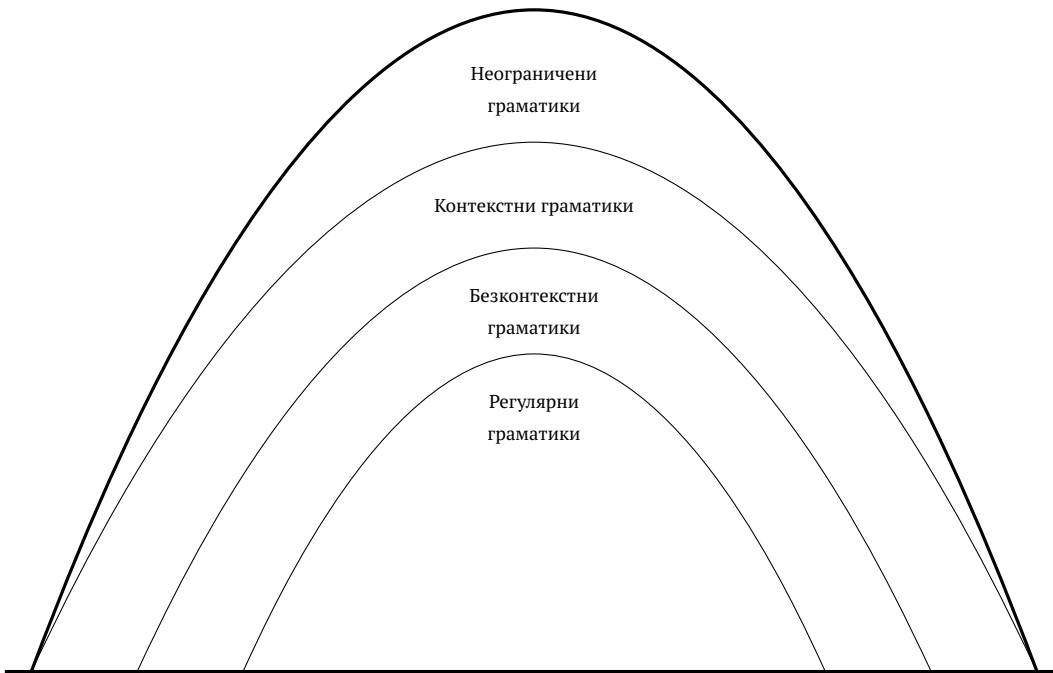 Неограничени
граматики
Контекстни граматики
Безконтекстни
граматики
Регулярни
граматики